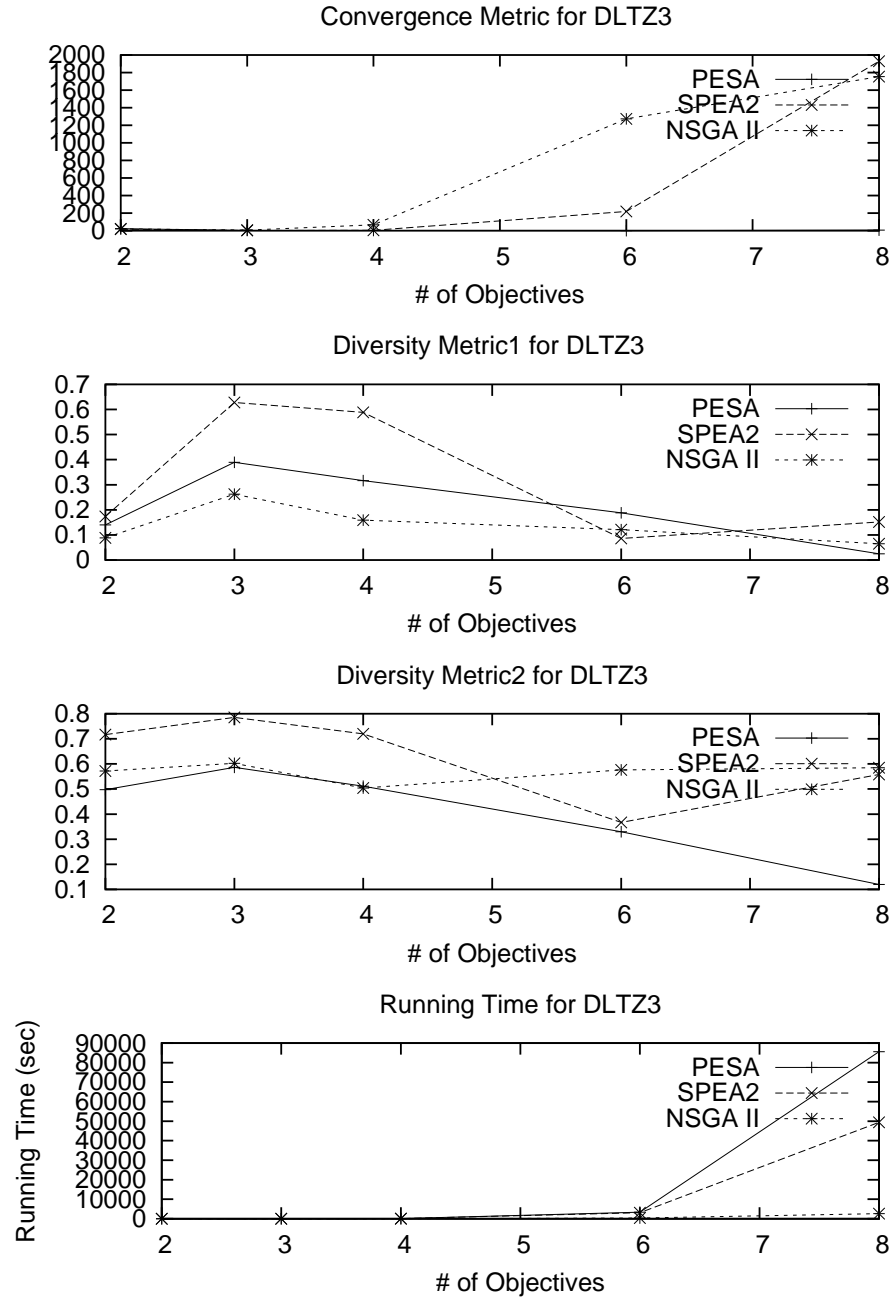 Convergence Metric for DLTZ3
2000
1800
1600
1400
1200
1000
800
600
400
200
0
PESA
SPEA2
NSGA II
2 3 4 5 6 7 8
# of Objectives
Diversity Metric1 for DLTZ3
0.7
0.6
0.5
0.4
0.3
0.2
0.1
0
PESA
SPEA2
NSGA II
2 3 4 5 6 7 8
# of Objectives
Diversity Metric2 for DLTZ3
0.8
0.7
0.6
0.5
0.4
0.3
0.2
0.1
PESA
SPEA2
NSGA II
2 3 4 5 6 7 8
# of Objectives
Running Time for DLTZ3
Running Time (sec)
90000
80000
70000
60000
50000
40000
30000
20000
10000
0
PESA
SPEA2
NSGA II
2 3 4 5 6 7 8
# of Objectives